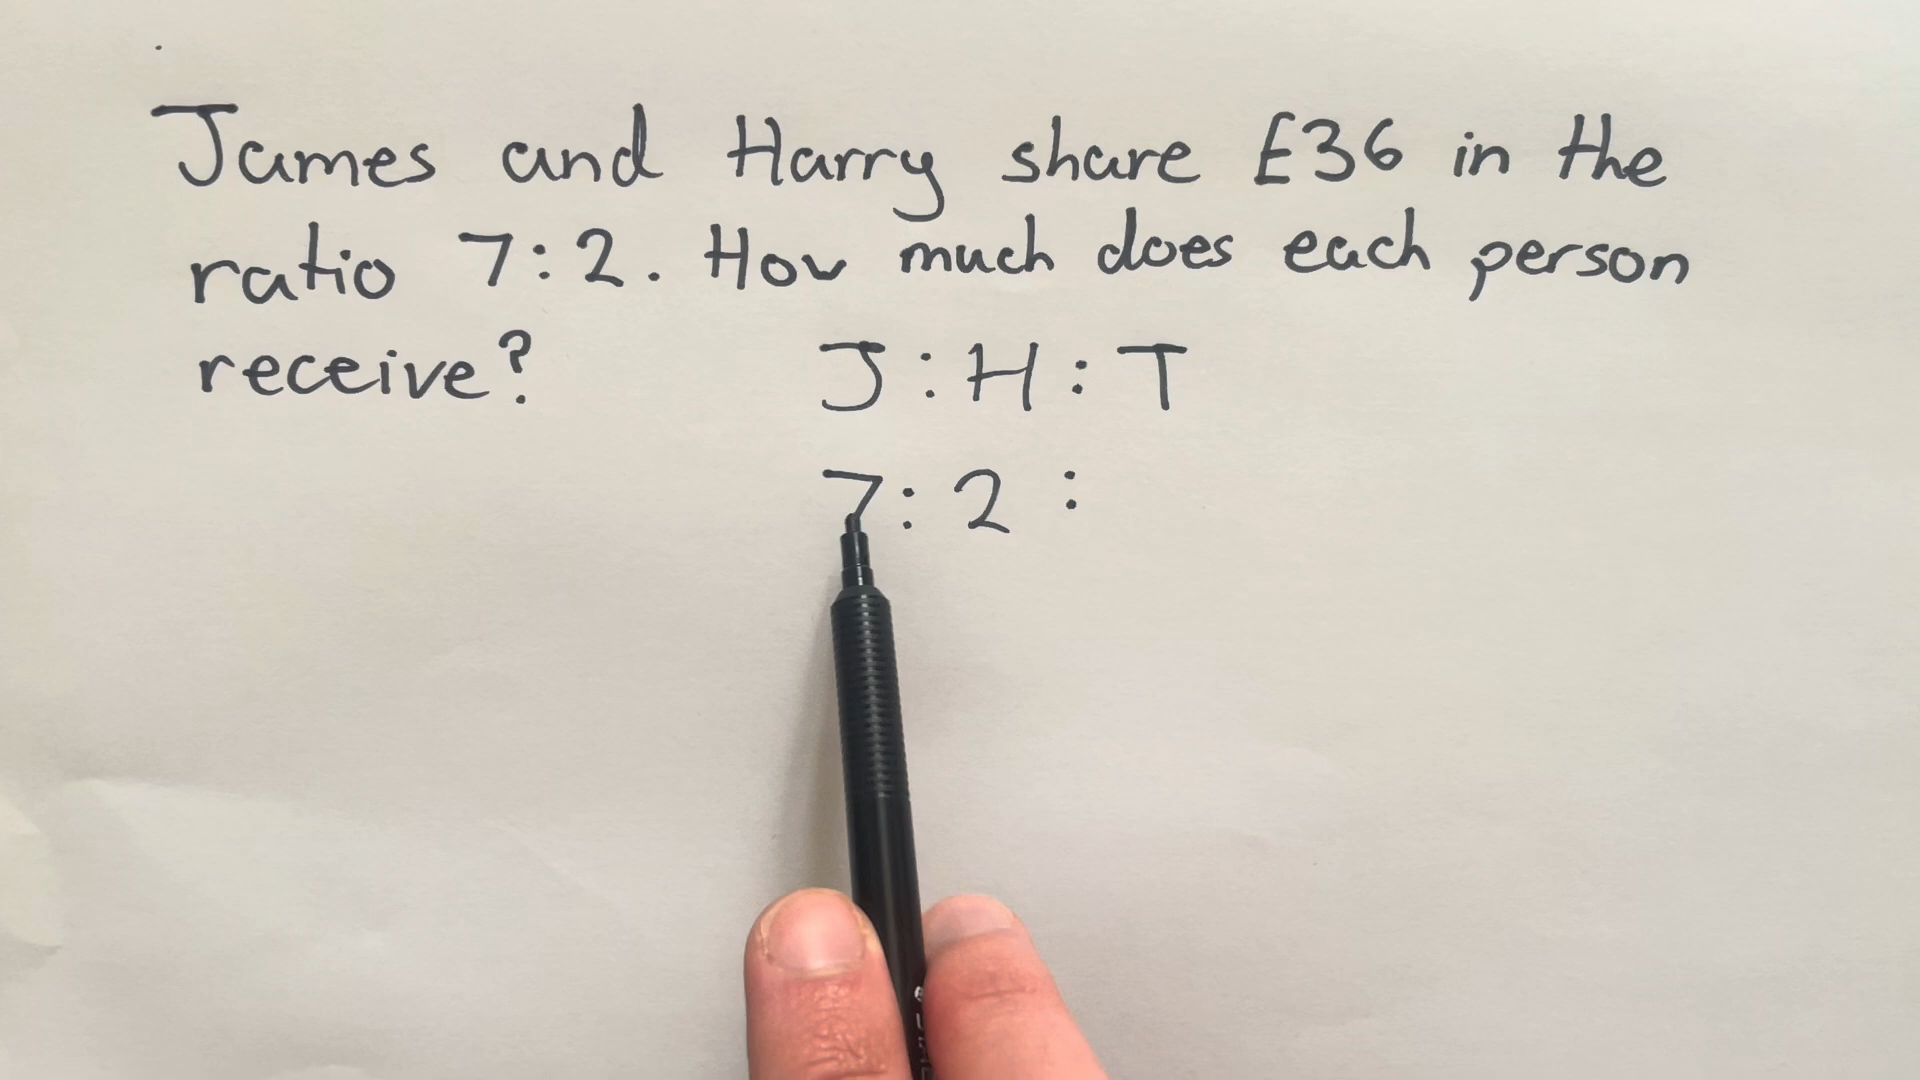 James and Harry share £36 in the
ratio 7:2. How much does each person
receive?
J:H:T
7:2: